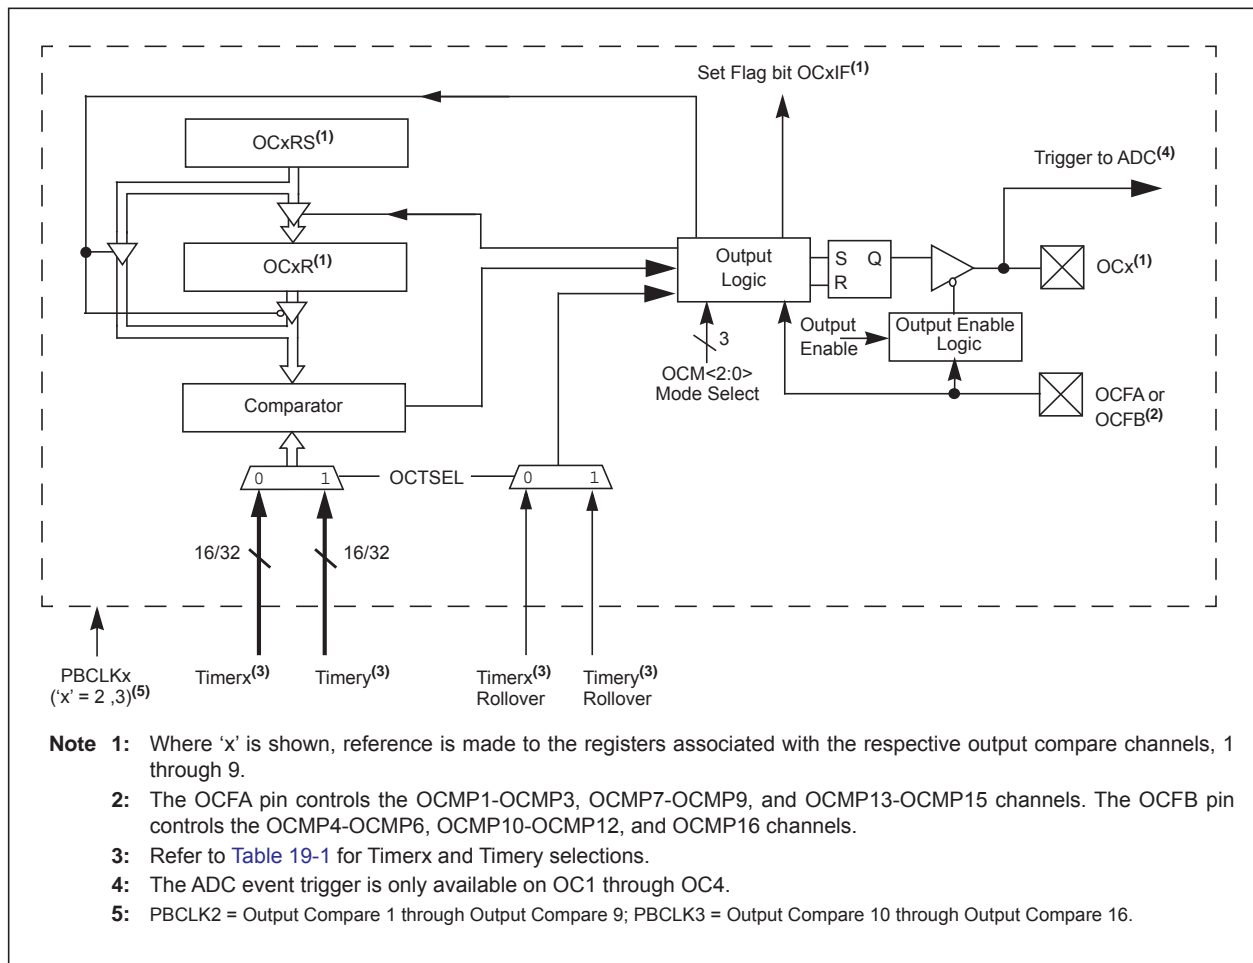 Set Flag bit OCxIF(1)
OCxRS(1)
Trigger to ADC(4)
OCxR(1)
Output
Logic
S Q
R
OCx(1)
Output
Enable
Output Enable
Logic
3
OCM<2:0>
Mode Select
Comparator
OCFA or
OCFB(2)
0 1
OCTSEL
0 1
16/32
16/32
PBCLKx
(‘x’ = 2 ,3)(5)
Timerx(3)
Timery(3)
Timerx(3)
Rollover
Timery(3)
Rollover
Note 1: Where ‘x’ is shown, reference is made to the registers associated with the respective output compare channels, 1
through 9.
2: The OCFA pin controls the OCMP1-OCMP3, OCMP7-OCMP9, and OCMP13-OCMP15 channels. The OCFB pin
controls the OCMP4-OCMP6, OCMP10-OCMP12, and OCMP16 channels.
3: Refer to Table 19-1 for Timerx and Timery selections.
4: The ADC event trigger is only available on OC1 through OC4.
5: PBCLK2 = Output Compare 1 through Output Compare 9; PBCLK3 = Output Compare 10 through Output Compare 16.